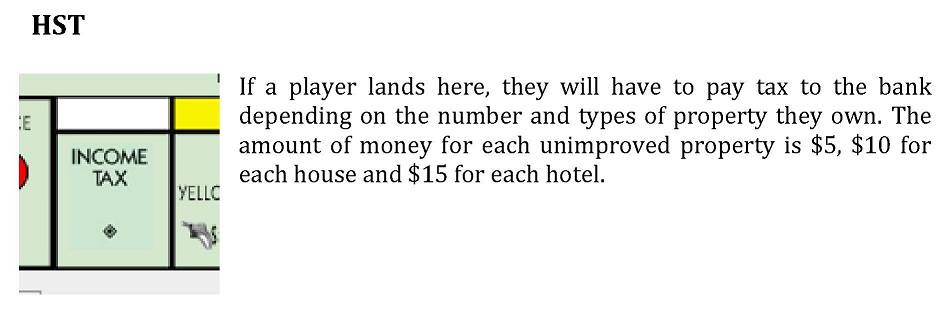 HST
If a player lands here, they will have to pay tax to the bank
depending on the number and types of property they own. The
amount of money for each unimproved property is $5, $10 for
each house and $15 for each hotel.
INCOME
TAX